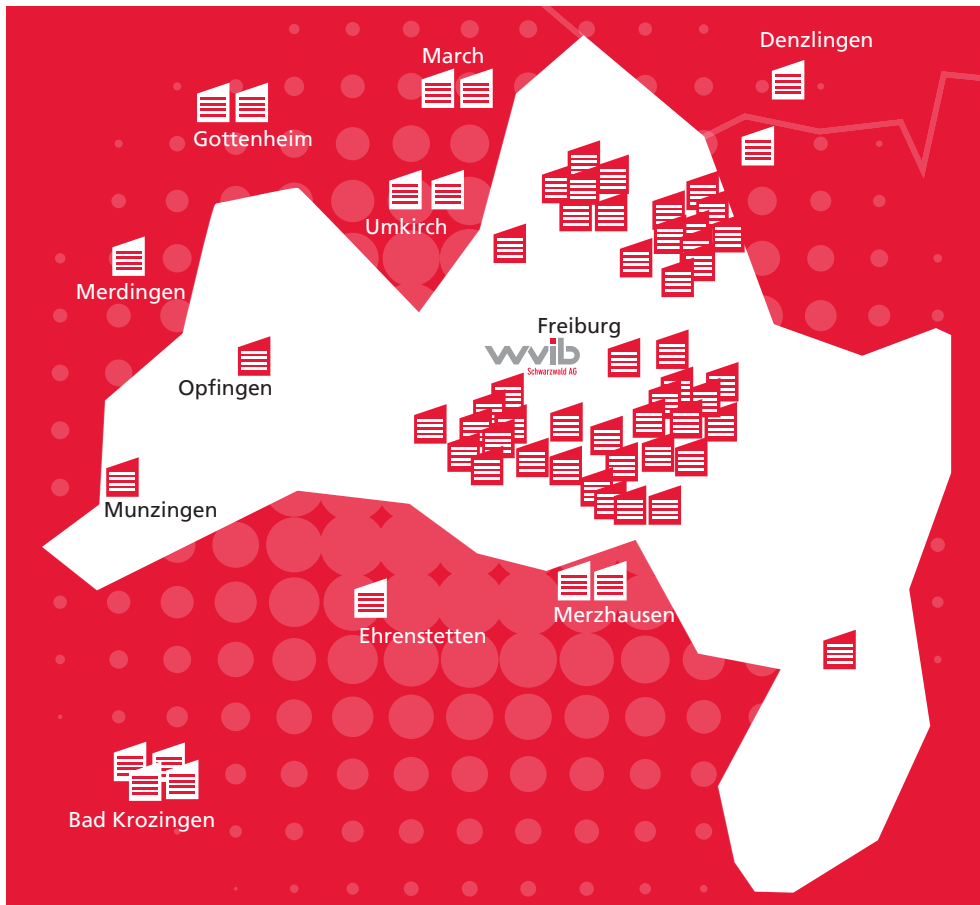 Denzlingen
March
Gottenheim
Umkirch
Merdingen
Freiburg
wvib
Schwarzwald AG
Opfingen
Munzingen
Merzhausen
Ehrenstetten
Bad Krozingen